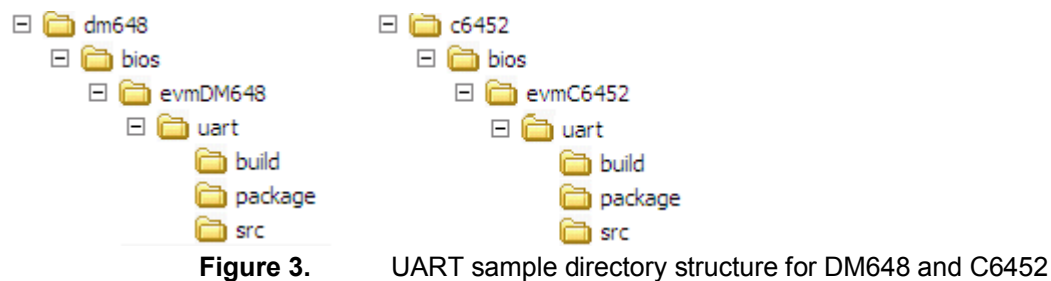 dm648
bios
evmDM648
uart
build
package
src
c6452
bios
evmC6452
uart
build
package
src
Figure 3. UART sample directory structure for DM648 and C6452